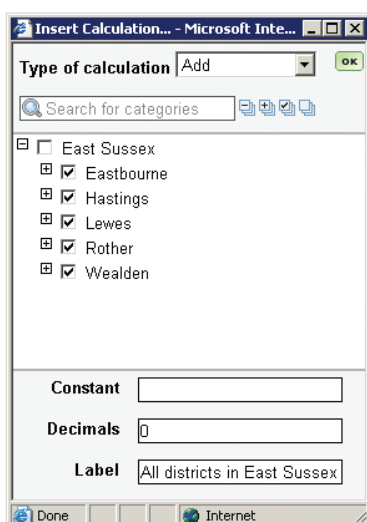 Insert Calculation... - Microsoft Inte...
Type of calculation Add OK
Search for categories
East Sussex
Eastbourne
Hastings
Lewes
Rother
Wealden
Constant
Decimals 0
Label All districts in East Sussex
Done Internet